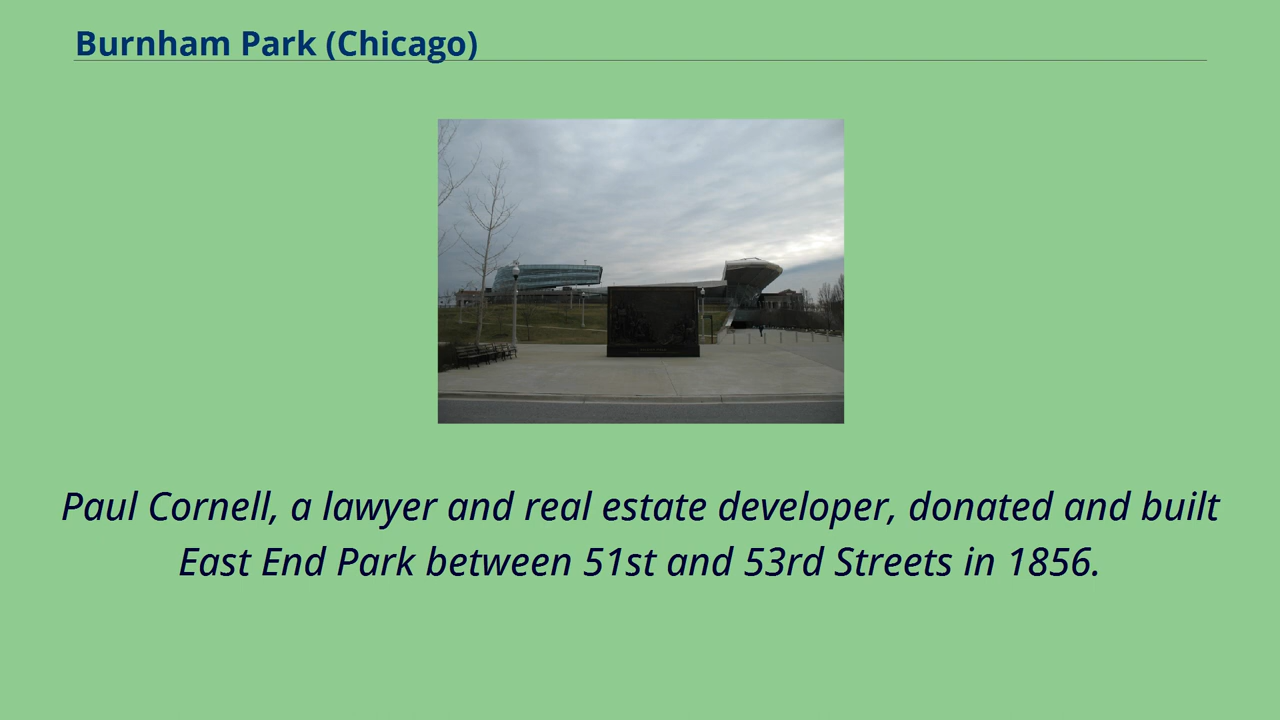 Burnham Park (Chicago)
Paul Cornell, a lawyer and real estate developer, donated and built
East End Park between 51st and 53rd Streets in 1856.